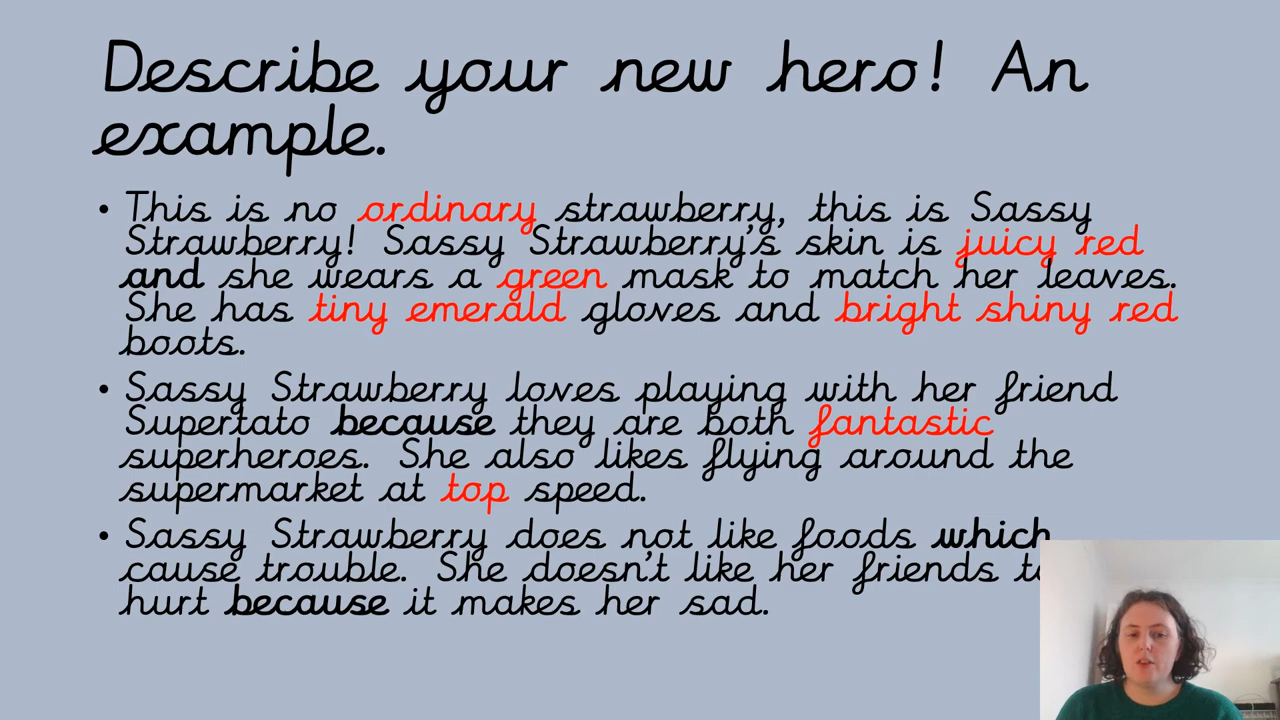 Describe your new hero! An
example.
• This is no ordinary strawberry, this is Sassy
Strawberry! Sassy Strawberry's skin is juicy red
and she wears a green mask to match her leaves.
She has tiny emerald gloves and bright shiny red
boots.
• Sassy Strawberry loves playing with her friend
Supertato because they are both fantastic
superheroes. She also likes flying around the
supermarket at top speed.
• Sassy Strawberry does not like foods which
cause trouble. She doesn't like her friends
hurt because it makes her sad.